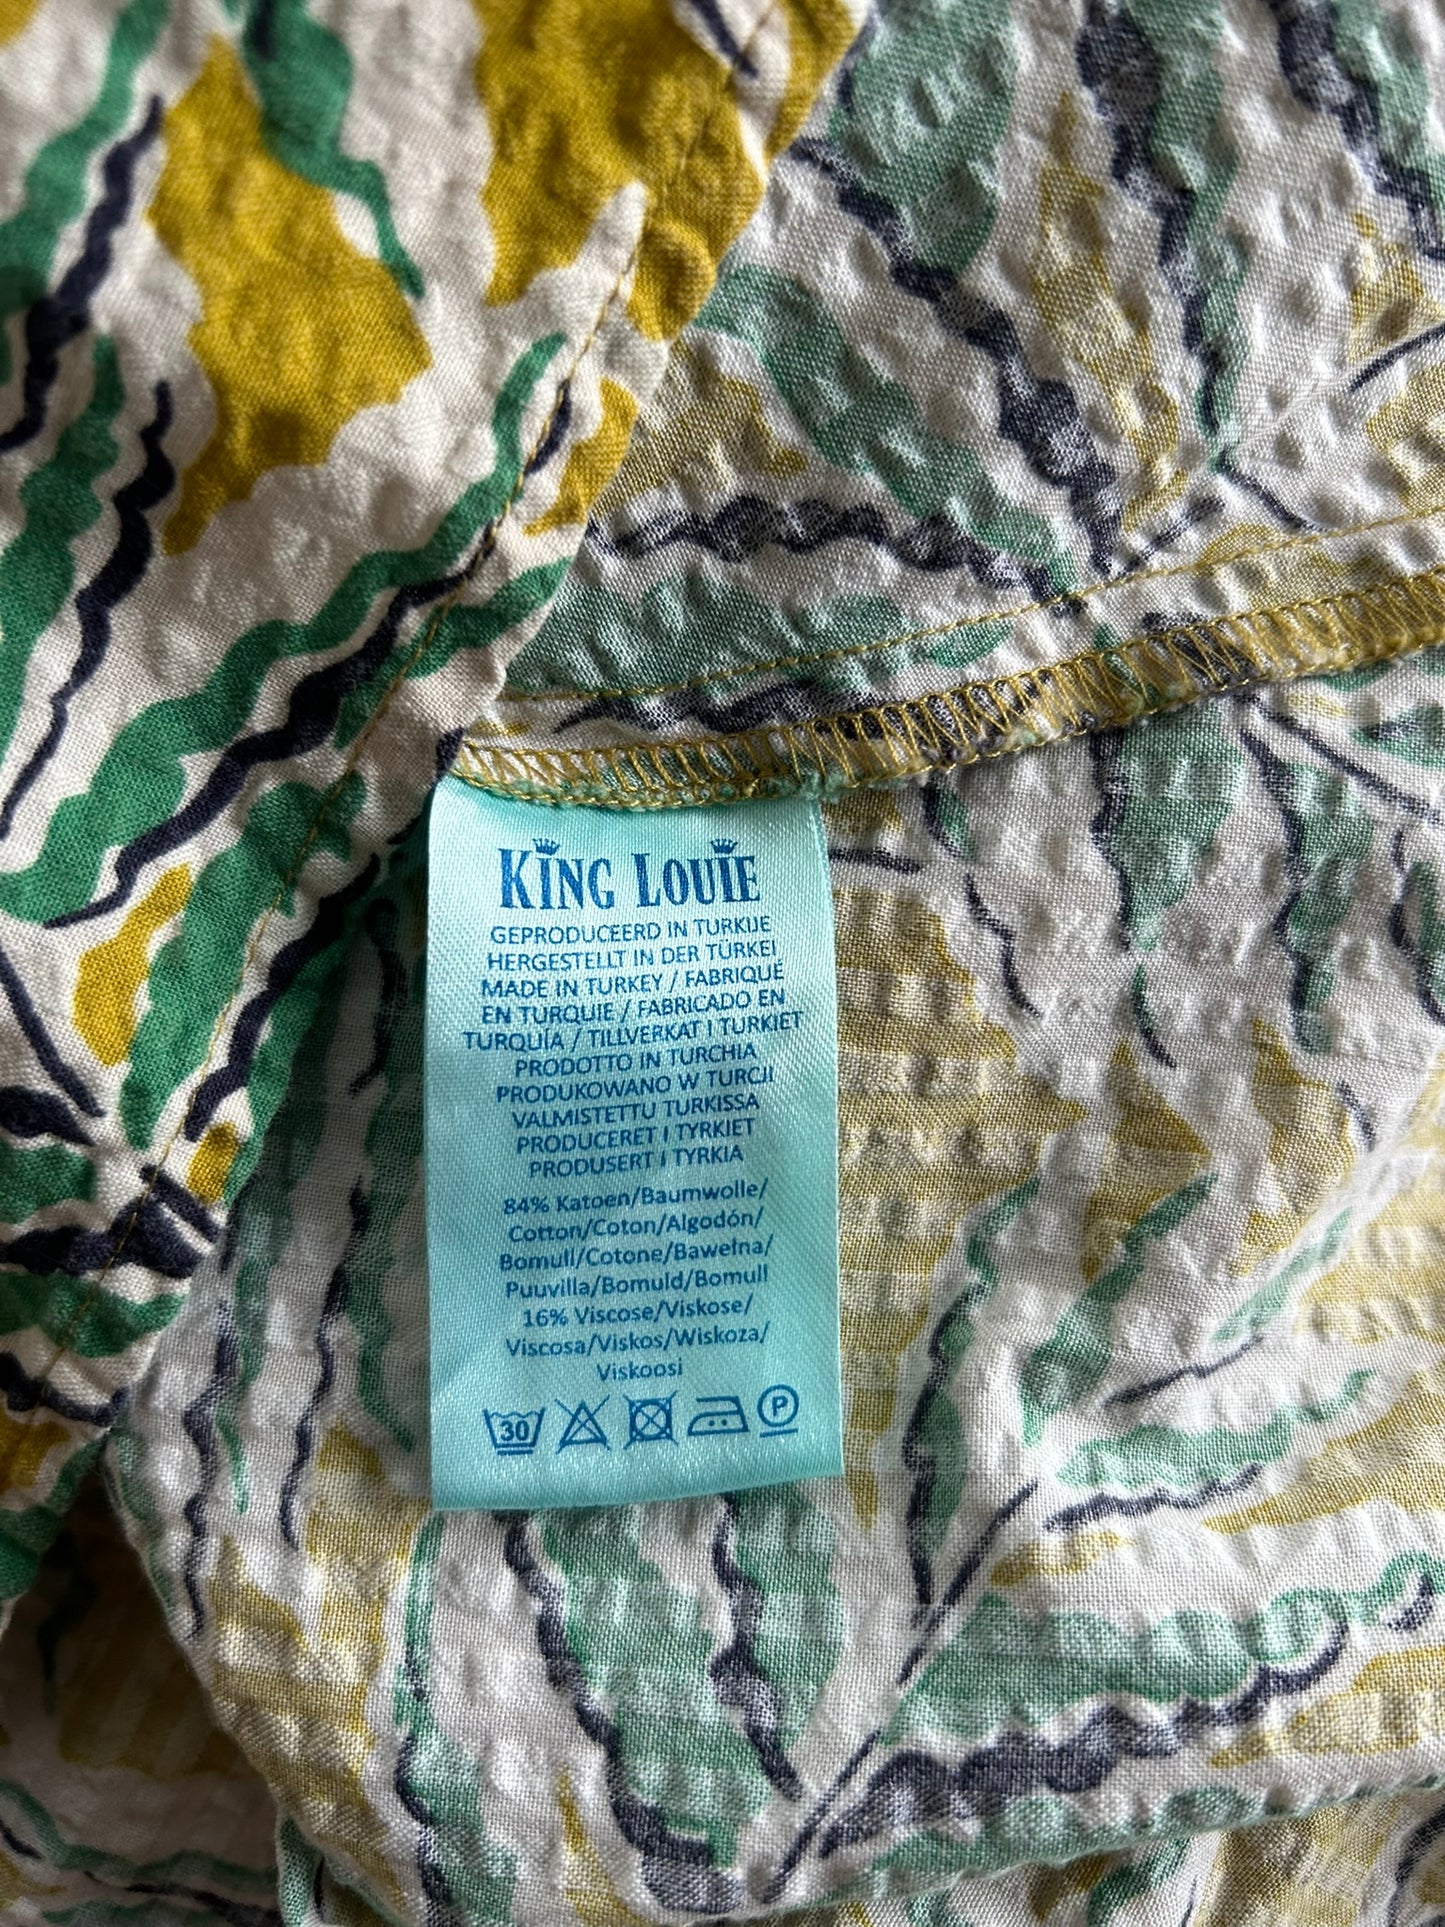 KING LOUIE
GEPRODUCEERD IN TURKIJE
HERGESTELLT IN DER TÜRKEI
MADE IN TURKEY / FABRIQUÉ
EN TURQUIE / FABRICADO EN
TURQUÍA / TILLVERKAT I TURKIET
PRODOTTO IN TURCHIA
PRODUKOWANO W TURCJI
VALMISTETTU TURKISSA
PRODUCERET I TYRKIET
PRODUSERT I TYRKIA
84% Katoen/Baumwolle/
Cotton/Coton/Algodón/
Bomull/Cotone/Bawełna/
Puuvilla/Bomuld/Bomull
16% Viscose/Viskose/
Viscosa/Viskos/Wiskoza/
Viskoosi
30 P